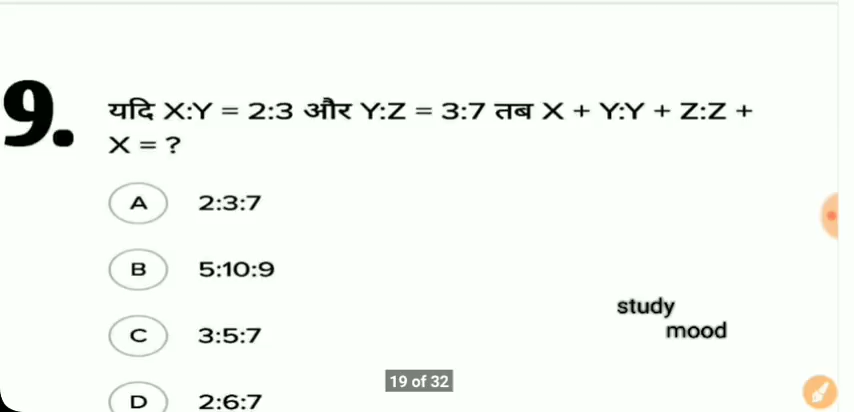 9. यदि X:Y = 2:3 और Y:Z = 3:7 तब X + Y:Y + Z:Z +
X = ?
A 2:3:7
B 5:10:9
study
mood
C 3:5:7
19 of 32
D 2:6:7